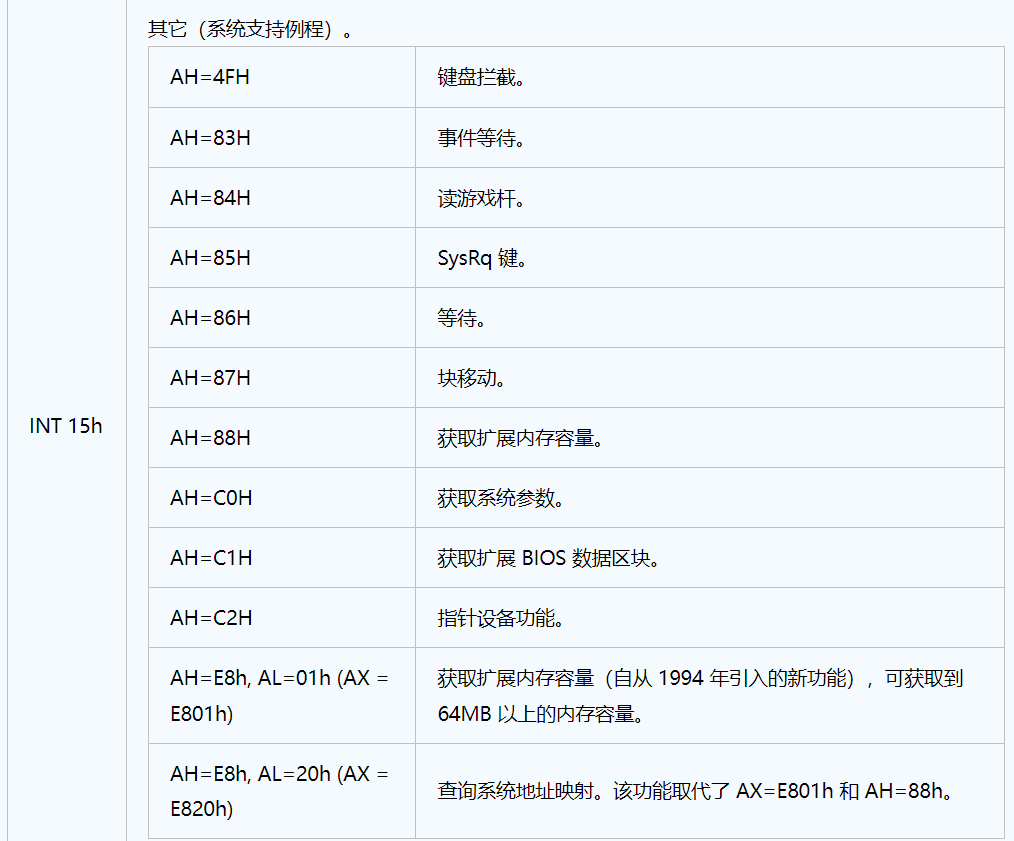 其它（系统支持例程）。
AH=4FH
键盘拦截。
AH=83H
事件等待。
AH=84H
读游戏杆。
AH=85H
SysRq 键。
AH=86H
等待。
AH=87H
块移动。
INT 15h
AH=88H
获取扩展内存容量。
AH=C0H
获取系统参数。
AH=C1H
获取扩展 BIOS 数据区块。
AH=C2H
指针设备功能。
AH=E8h, AL=01h (AX =
E801h)
获取扩展内存容量（自从 1994 年引入的新功能），可获取到
64MB 以上的内存容量。
AH=E8h, AL=20h (AX =
E820h)
查询系统地址映射。该功能取代了 AX=E801h 和 AH=88h。